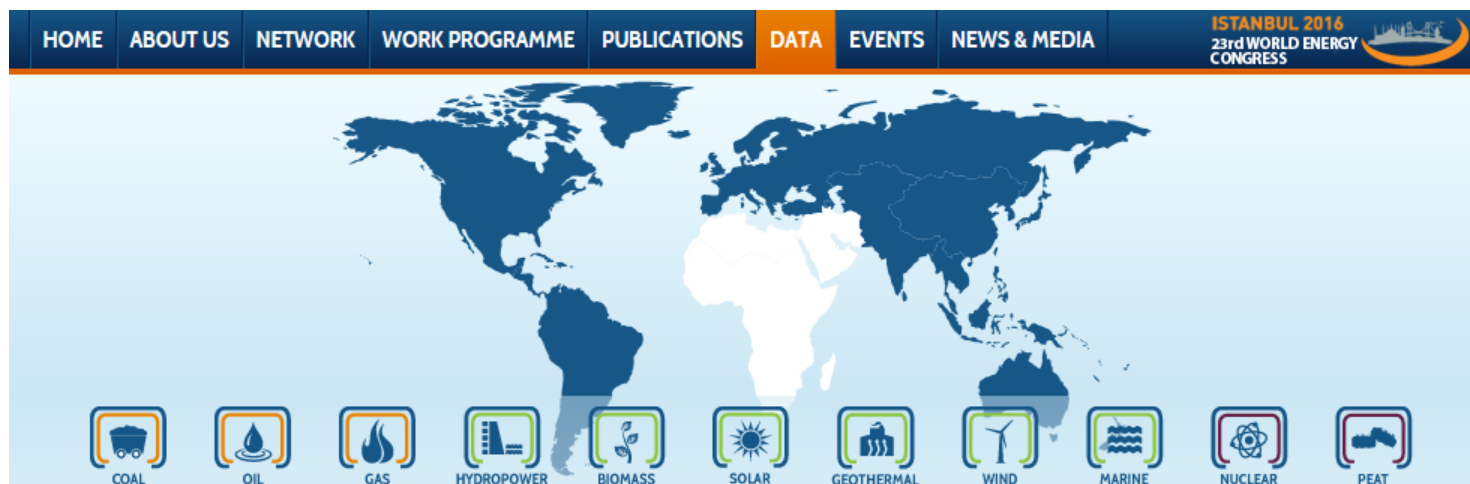 HOME ABOUT US NETWORK WORK PROGRAMME PUBLICATIONS DATA EVENTS NEWS & MEDIA
ISTANBUL 2016
23rd WORLD ENERGY
CONGRESS
COAL OIL GAS HYDROPOWER BIOMASS SOLAR GEOTHERMAL WIND MARINE NUCLEAR PEAT